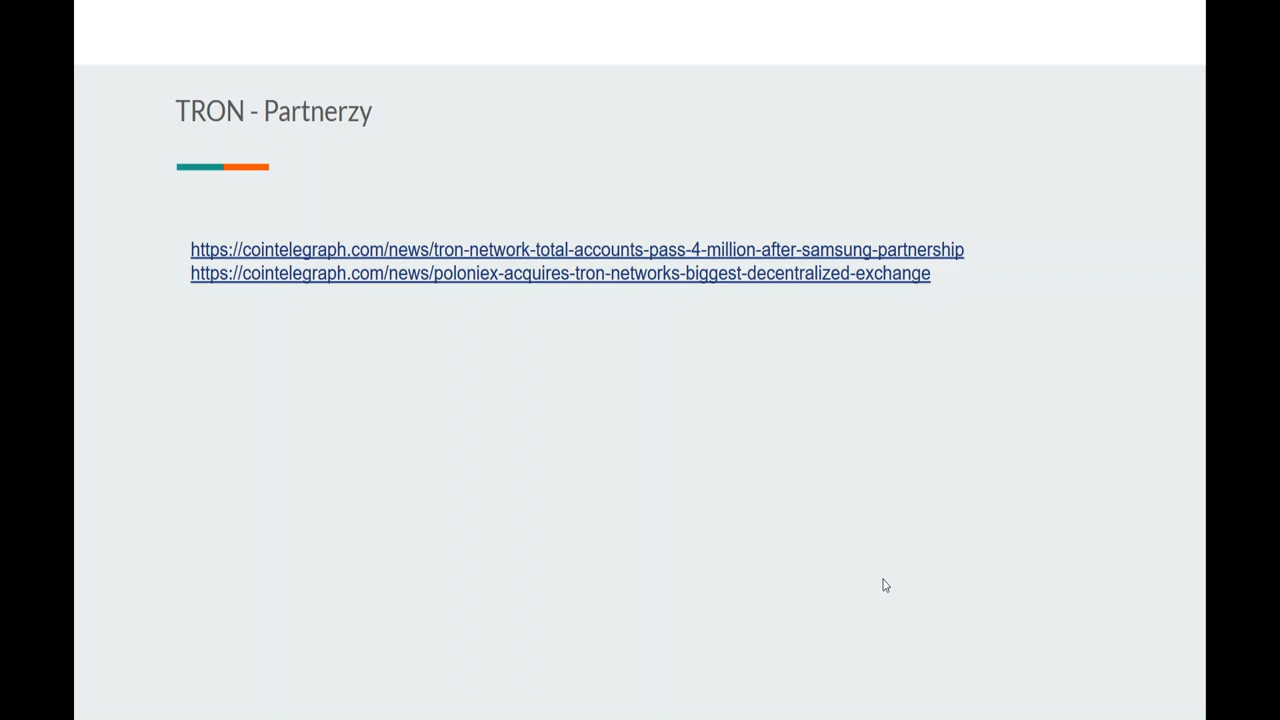 TRON - Partnerzy
https://cointelegraph.com/news/tron-network-total-accounts-pass-4-million-after-samsung-partnership
https://cointelegraph.com/news/poloniex-acquires-tron-networks-biggest-decentralized-exchange